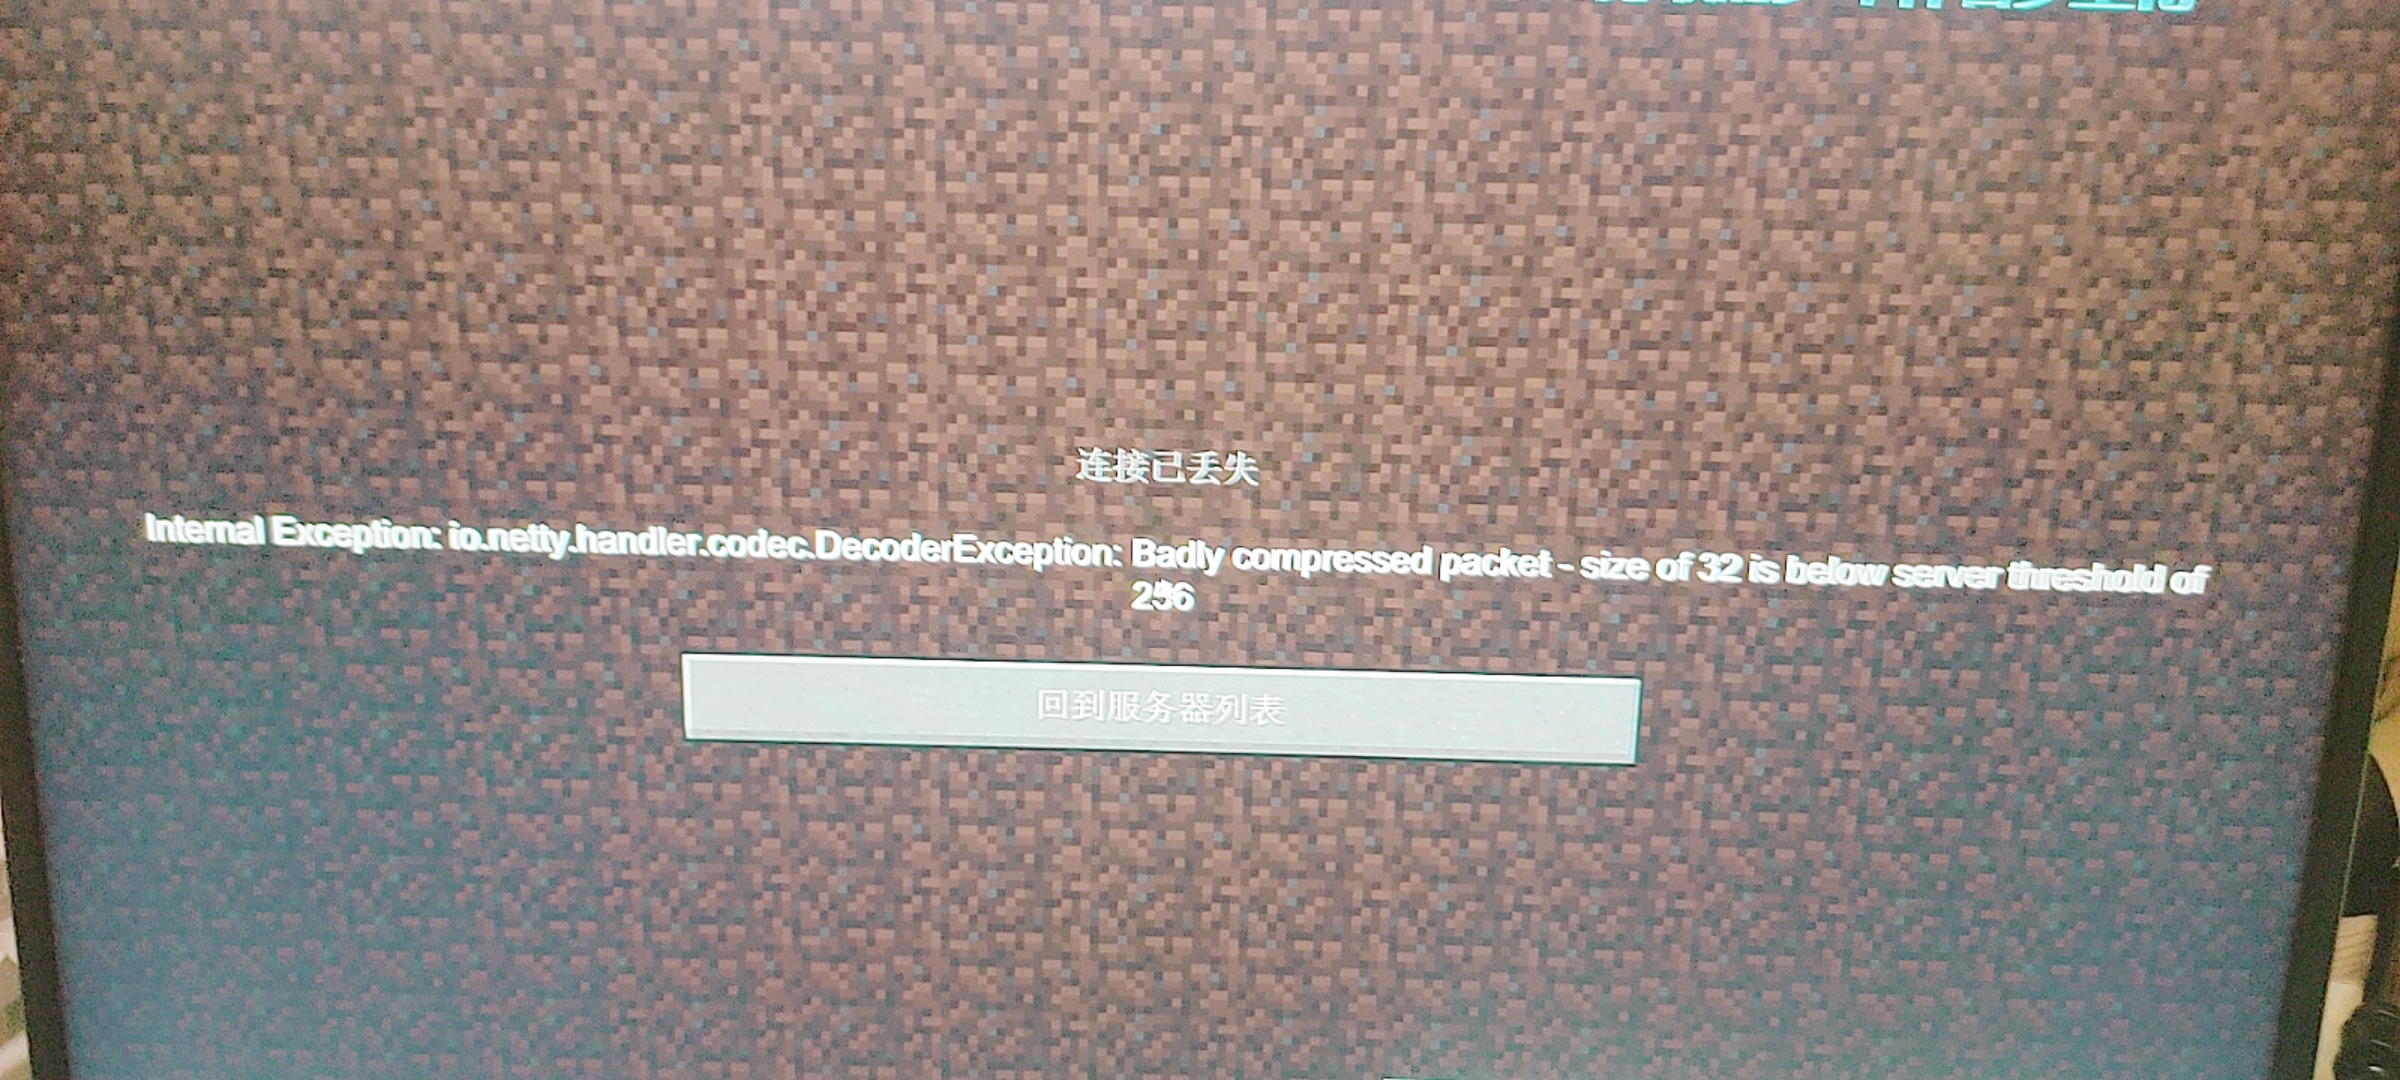 连接已丢失
Internal Exception: io.netty.handler.codec.DecoderException: Badly compressed packet - size of 32 is below server threshold of
256
回到服务器列表